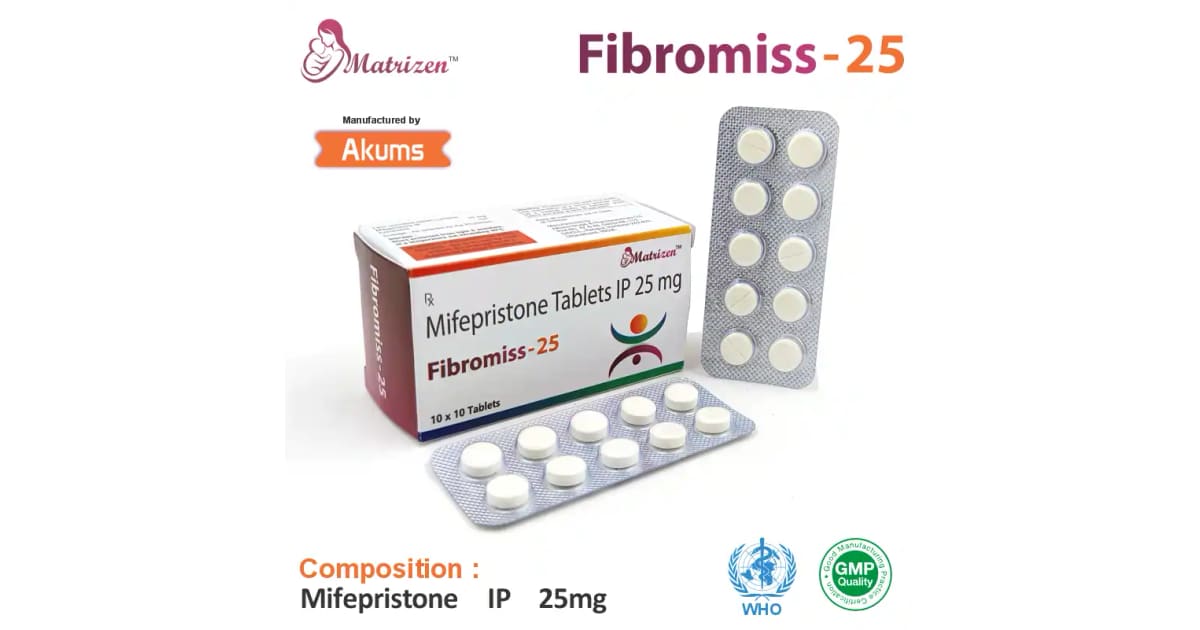 Matrizen™
Fibromiss - 25
Manufactured by
Akums
Matrizen™
Rx
Mifepristone Tablets IP 25 mg
Fibromiss-25
10 x 10 Tablets
Fibromiss-25
Composition :
Mifepristone IP 25mg
WHO
Good Manufacturing
Practice Certification
GMP
Quality